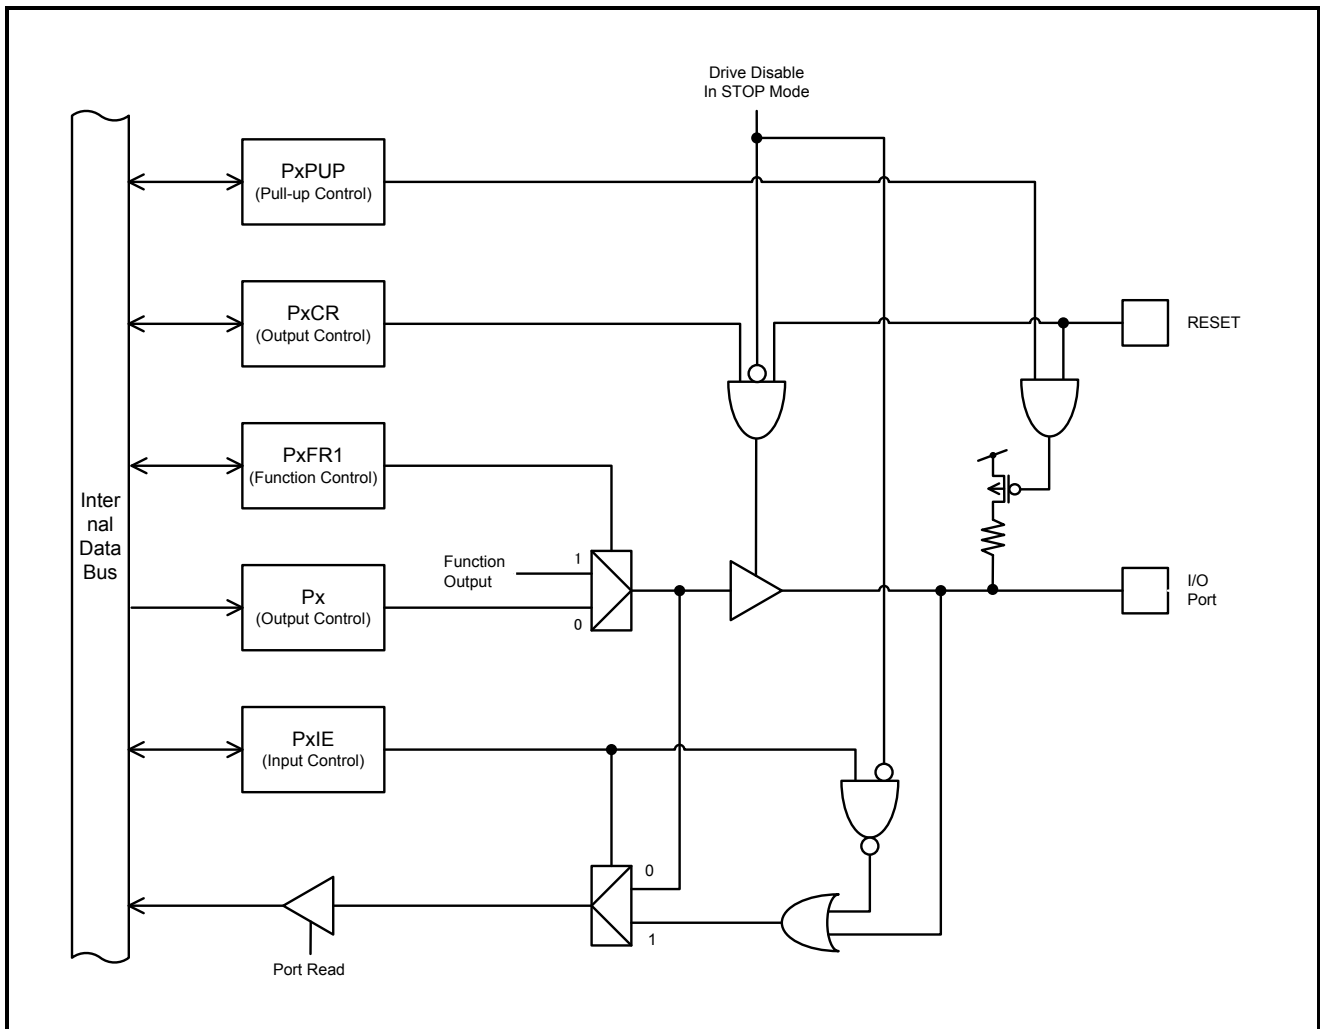 Drive Disable
In STOP Mode
PxPUP
(Pull-up Control)
PxCR
(Output Control)
RESET
PxFR1
(Function Control)
Inter
nal
Data
Bus
Function
Output
1
0
Px
(Output Control)
I/O
Port
PxIE
(Input Control)
0
1
Port Read